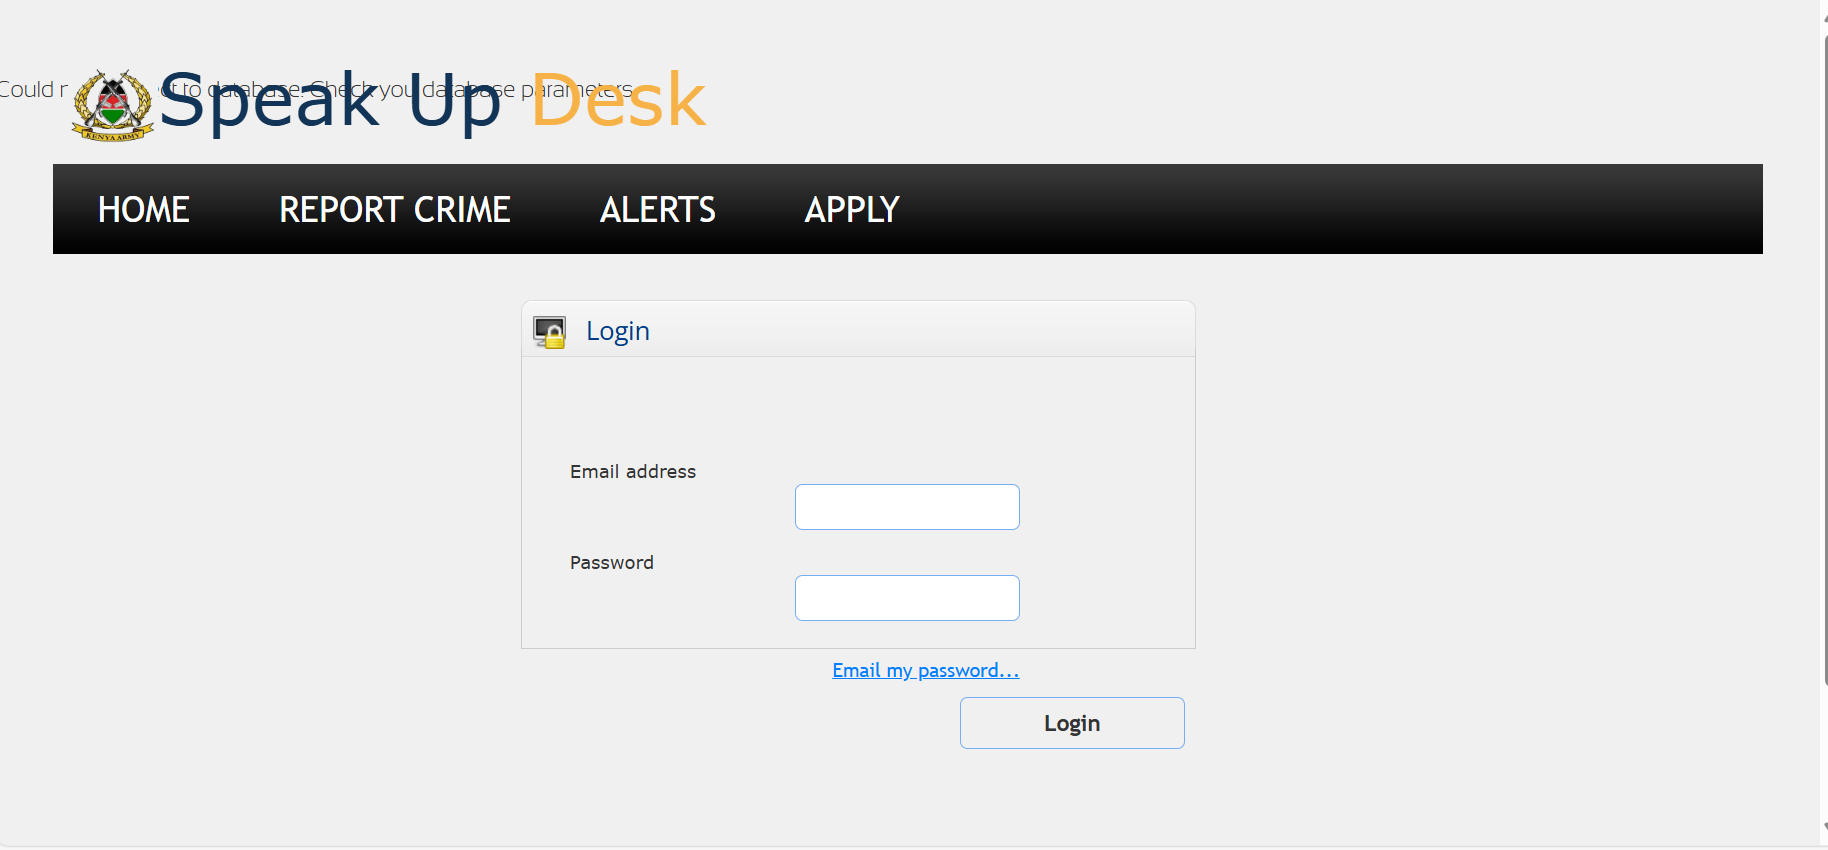 Could to database. Check you database parameters
KENYA ARMY
Speak Up Desk
HOME REPORT CRIME ALERTS APPLY
Login
Email address
Password
Email my password...
Login